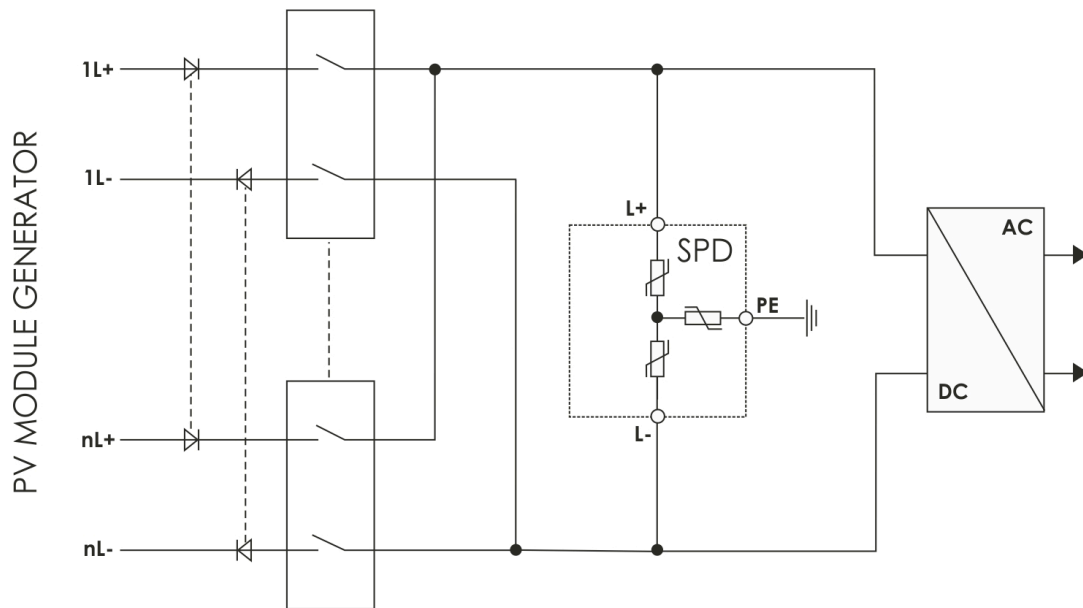 PV MODULE GENERATOR
1L+
1L-
nL+
nL-
L+
SPD
PE
L-
AC
DC